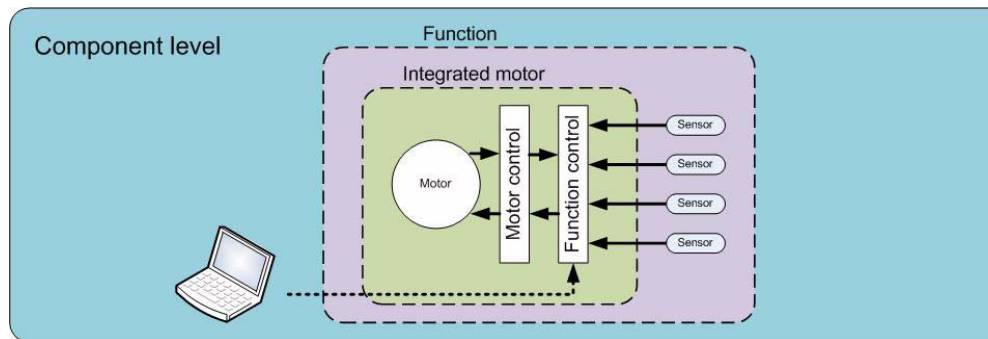 Component level
Function
Integrated motor
Motor
Motor control
Function control
Sensor
Sensor
Sensor
Sensor